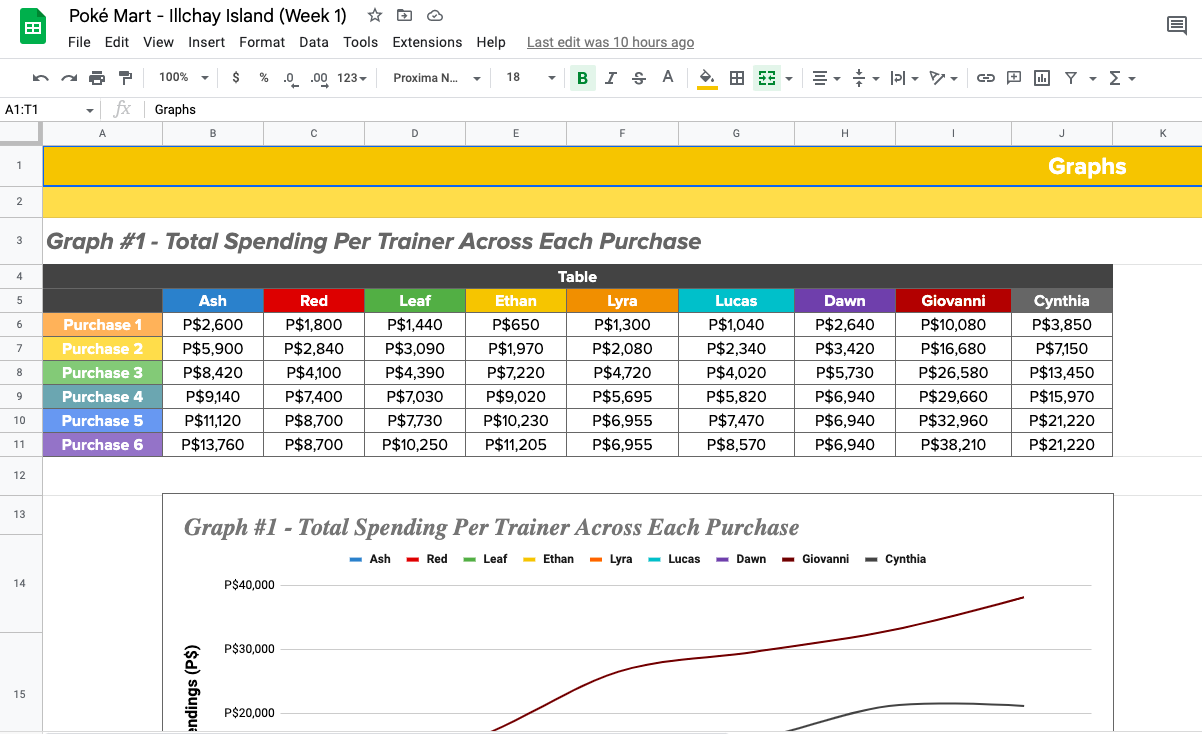 Poké Mart - Illchay Island (Week 1)
File Edit View Insert Format Data Tools Extensions Help Last edit was 10 hours ago
100% $ % .0 .00 123 Proxima N... 18 B I S A Σ
A1:T1 fx Graphs
A B C D E F G H I J K
1 Graphs
2
3 Graph #1 - Total Spending Per Trainer Across Each Purchase
4 Table
5 Ash Red Leaf Ethan Lyra Lucas Dawn Giovanni Cynthia
6 Purchase 1 P$2,600 P$1,800 P$1,440 P$650 P$1,300 P$1,040 P$2,640 P$10,080 P$3,850
7 Purchase 2 P$5,900 P$2,840 P$3,090 P$1,970 P$2,080 P$2,340 P$3,420 P$16,680 P$7,150
8 Purchase 3 P$8,420 P$4,100 P$4,390 P$7,220 P$4,720 P$4,020 P$5,730 P$26,580 P$13,450
9 Purchase 4 P$9,140 P$7,400 P$7,030 P$9,020 P$5,695 P$5,820 P$6,940 P$29,660 P$15,970
10 Purchase 5 P$11,120 P$8,700 P$7,730 P$10,230 P$6,955 P$7,470 P$6,940 P$32,960 P$21,220
11 Purchase 6 P$13,760 P$8,700 P$10,250 P$11,205 P$6,955 P$8,570 P$6,940 P$38,210 P$21,220
12
13 Graph #1 - Total Spending Per Trainer Across Each Purchase
Ash Red Leaf Ethan Lyra Lucas Dawn Giovanni Cynthia
14 P$40,000
P$30,000
15 P$20,000
endings (P$)